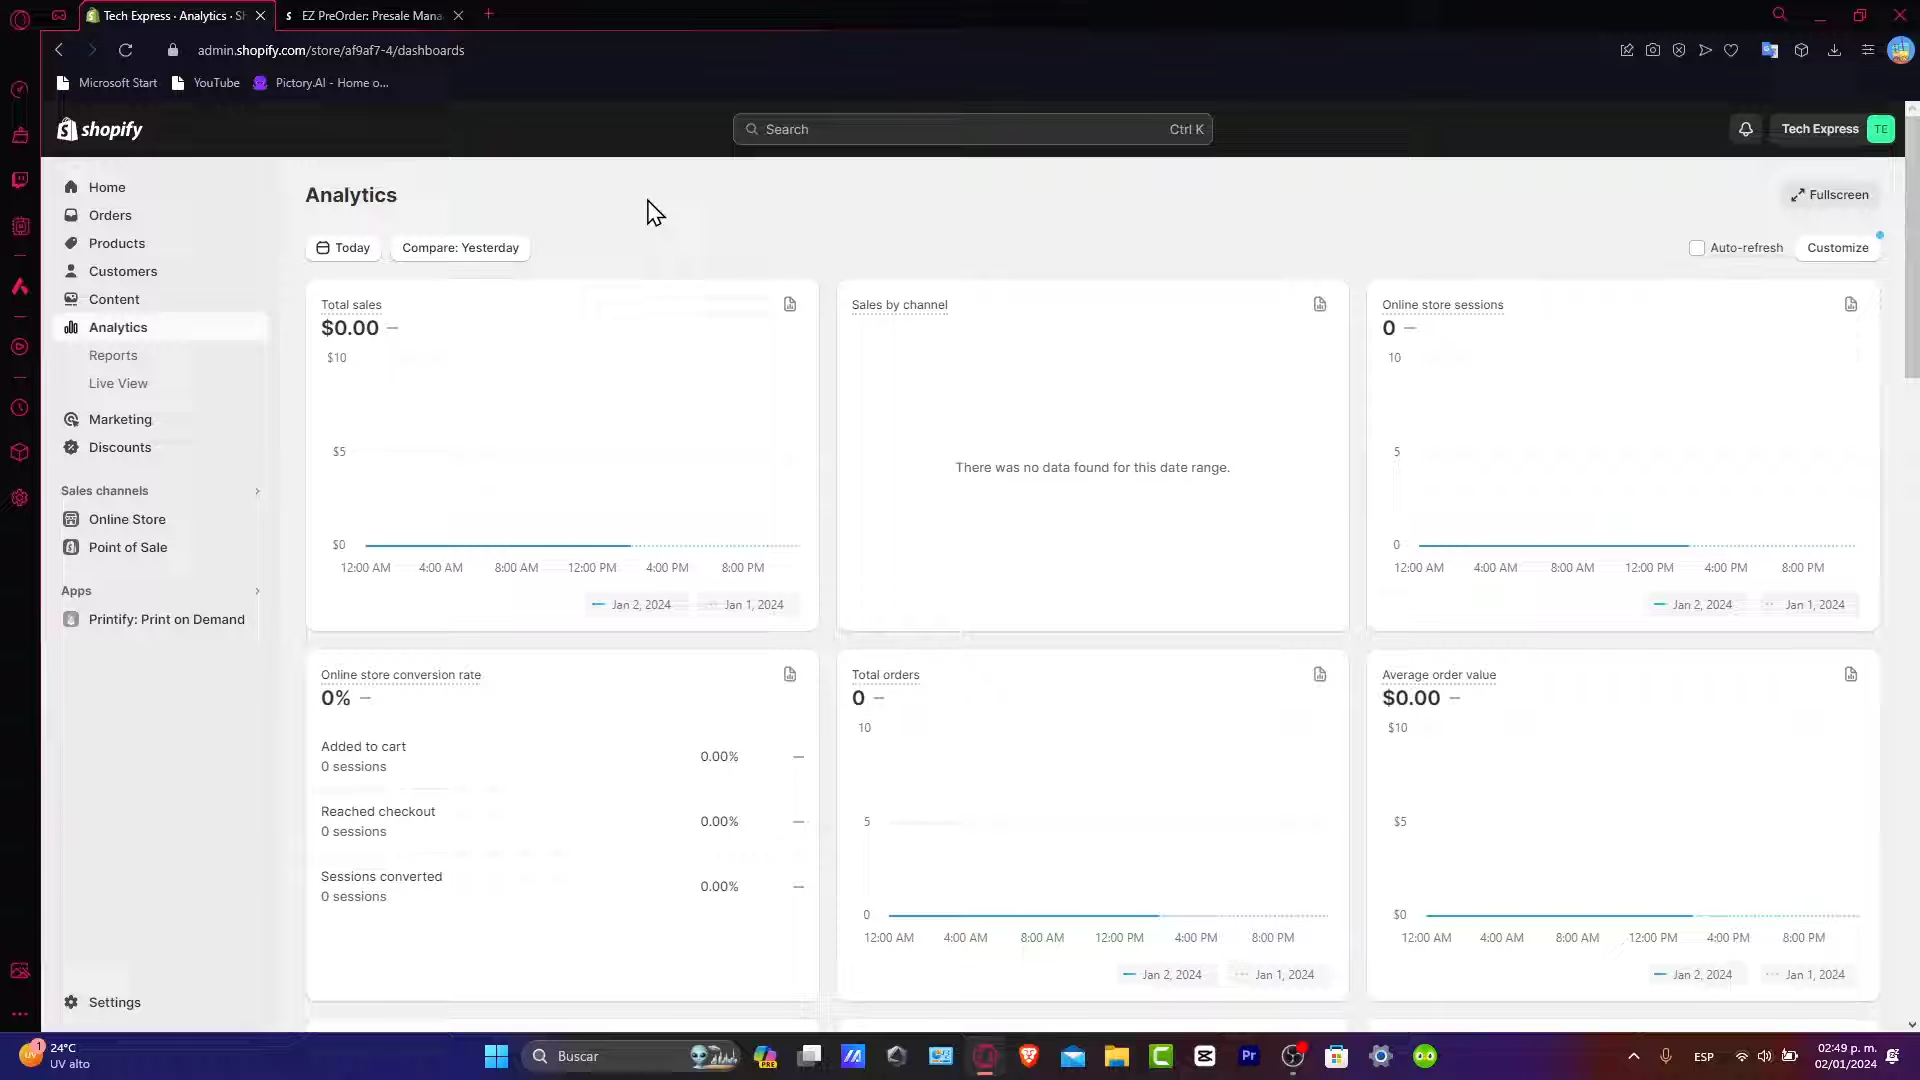 Tech Express · Analytics · Sh
EZ PreOrder: Presale Mana
admin.shopify.com/store/af9af7-4/dashboards
Microsoft Start
YouTube
Pictory.AI - Home o...
shopify
Search
Ctrl K
Tech Express
TE
Home
Orders
Products
Customers
Content
Analytics
Reports
Live View
Marketing
Discounts
Sales channels
Online Store
Point of Sale
Apps
Printify: Print on Demand
Settings
Analytics
Fullscreen
Today
Compare: Yesterday
Auto-refresh
Customize
Total sales
$0.00 —
$10
$5
$0
12:00 AM 4:00 AM 8:00 AM 12:00 PM 4:00 PM 8:00 PM
Jan 2, 2024 Jan 1, 2024
Sales by channel
There was no data found for this date range.
Online store sessions
0 —
10
5
0
12:00 AM 4:00 AM 8:00 AM 12:00 PM 4:00 PM 8:00 PM
Jan 2, 2024 Jan 1, 2024
Online store conversion rate
0% —
Added to cart
0 sessions
0.00% —
Reached checkout
0 sessions
0.00% —
Sessions converted
0 sessions
0.00% —
Total orders
0 —
10
5
0
12:00 AM 4:00 AM 8:00 AM 12:00 PM 4:00 PM 8:00 PM
Jan 2, 2024 Jan 1, 2024
Average order value
$0.00 —
$10
$5
$0
12:00 AM 4:00 AM 8:00 AM 12:00 PM 4:00 PM 8:00 PM
Jan 2, 2024 Jan 1, 2024
1
24°C
UV alto
Buscar
PRE
Pr
ESP
02:49 p. m.
02/01/2024